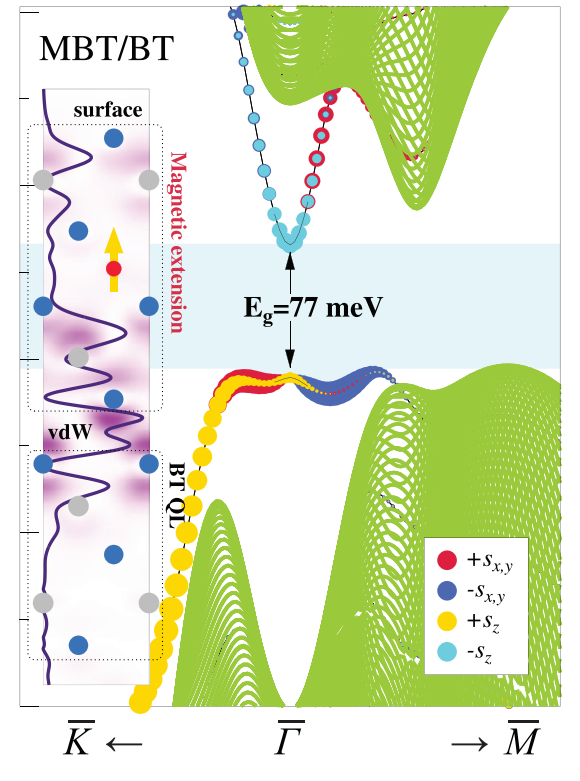 MBT/BT
surface
Magnetic extension
E_g=77 meV
vdW
BT QL
+s_{x,y}
-s_{x,y}
+s_z
-s_z
K̅ ← Γ̅ → M̅